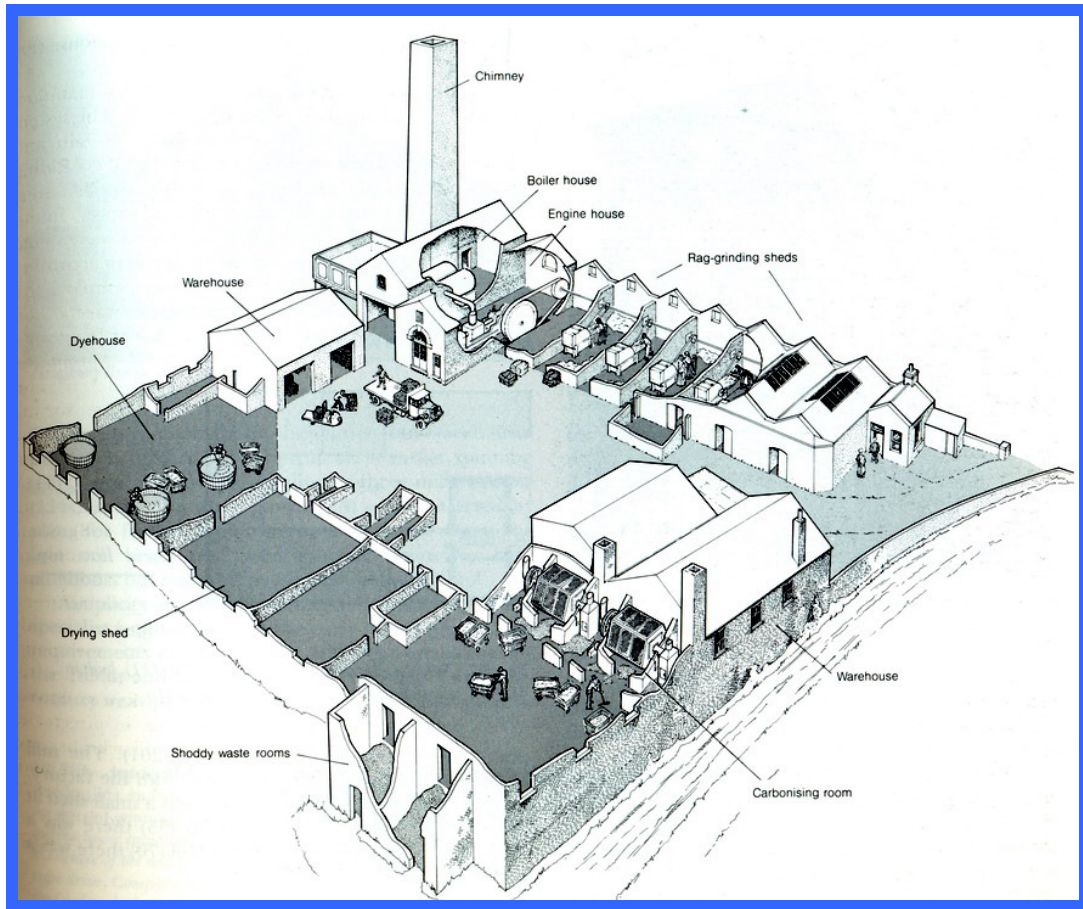 Chimney
Boiler house
Engine house
Rag-grinding sheds
Warehouse
Dyehouse
Drying shed
Warehouse
Shoddy waste rooms
Carbonising room